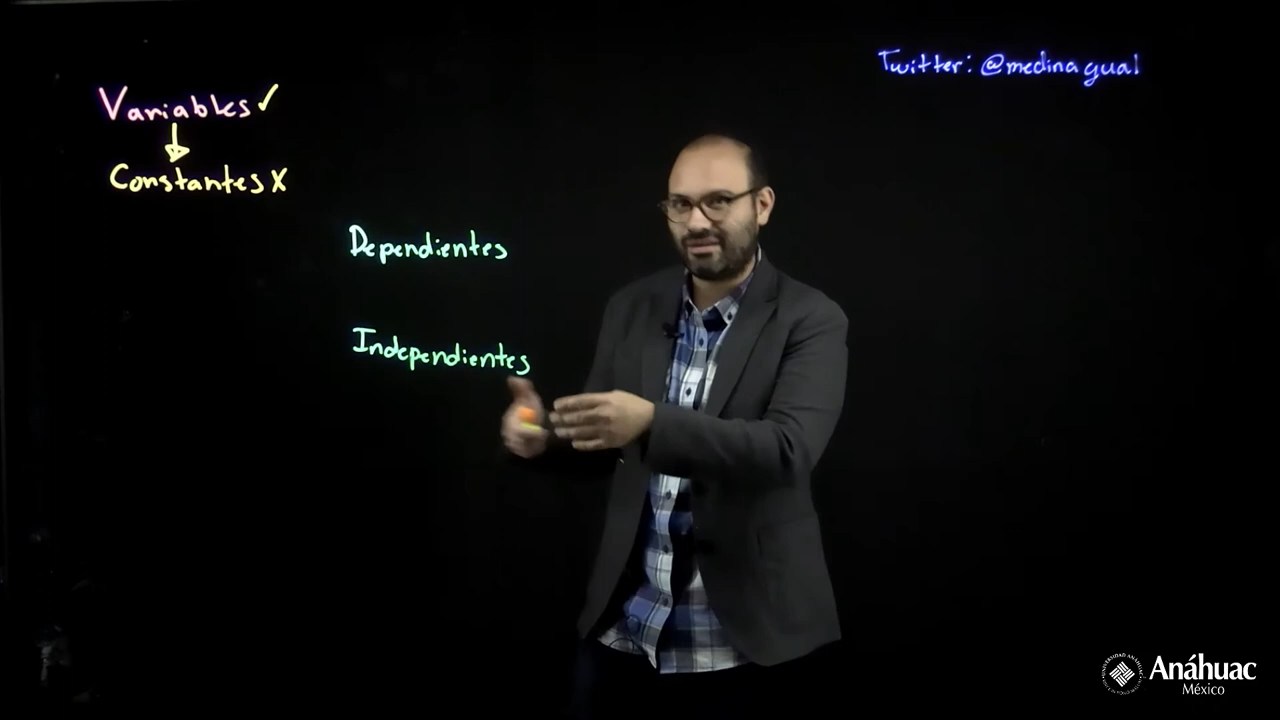 Twitter: @medinagual
Variables ✓
↓
Constantes X
Dependientes
Independientes
Anáhuac
México